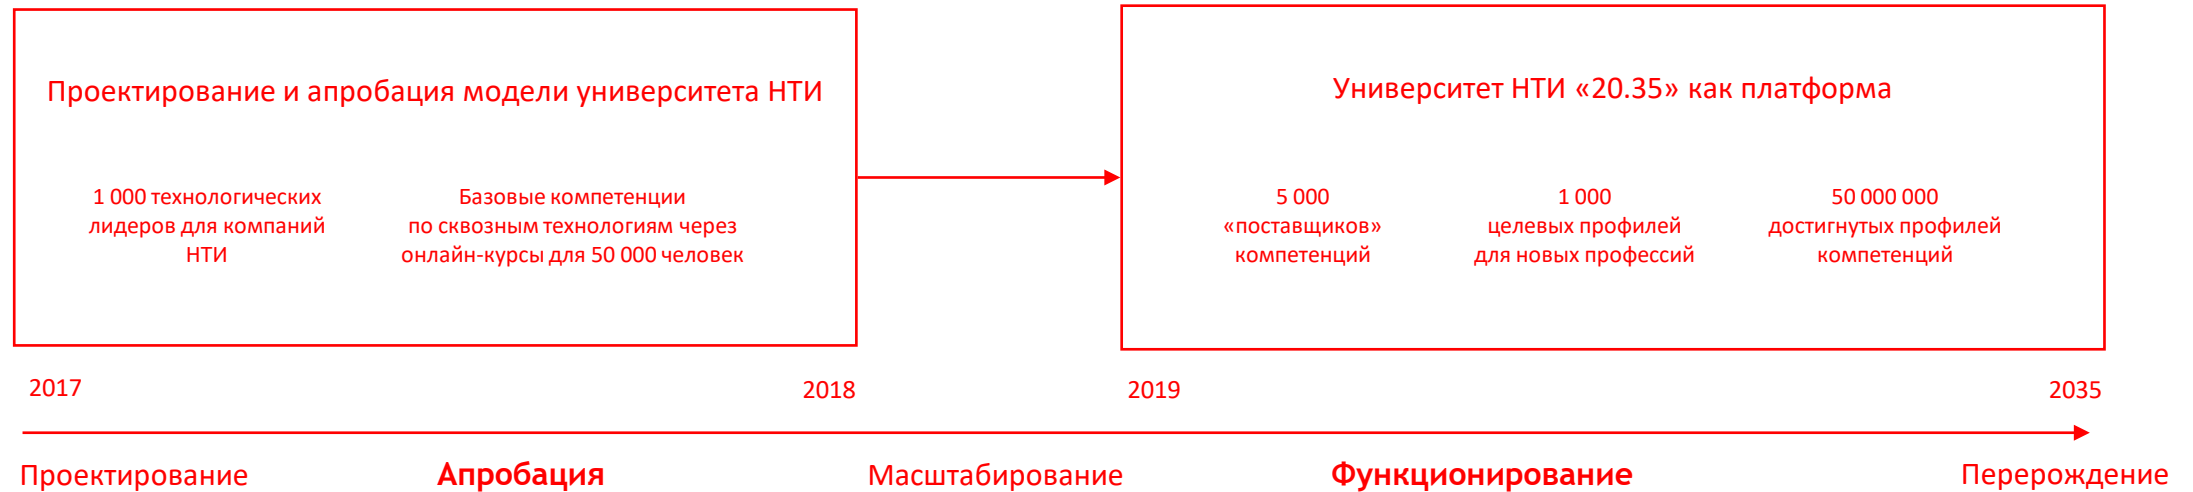 Проектирование и апробация модели университета НТИ
1 000 технологических
лидеров для компаний
НТИ
Базовые компетенции
по сквозным технологиям через
онлайн-курсы для 50 000 человек
Университет НТИ «20.35» как платформа
5 000
«поставщиков»
компетенций
1 000
целевых профилей
для новых профессий
50 000 000
достигнутых профилей
компетенций
2017
2018
2019
2035
Проектирование
Апробация
Масштабирование
Функционирование
Перерождение